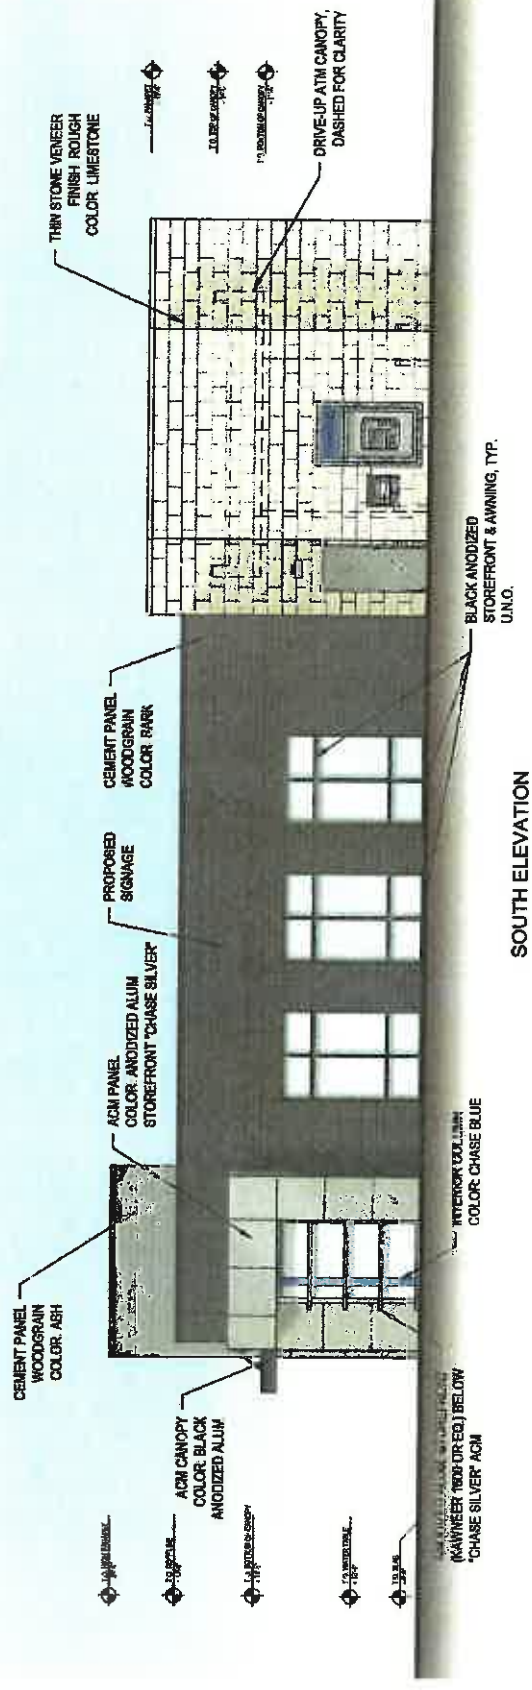 CEMENT PANEL
WOODGRAIN
COLOR: ASH
ACM PANEL
COLOR: ANODIZED ALUM
STOREFRONT "CHASE SILVER"
PROPOSED
SIGNAGE
CEMENT PANEL
WOODGRAIN
COLOR: BARK
THIN STONE VENEER
FINISH ROUGH
COLOR: LIMESTONE
DRIVE-UP ATM CANOPY,
DASHED FOR CLARITY
ACM CANOPY
COLOR: BLACK
ANODIZED ALUM
(KAWNEER 1600 OR EQ.) BELOW
"CHASE SILVER" ACM
INTERIOR COLUMN
COLOR: CHASE BLUE
BLACK ANODIZED
STOREFRONT & AWNING, TYP.
U.N.O.
SOUTH ELEVATION